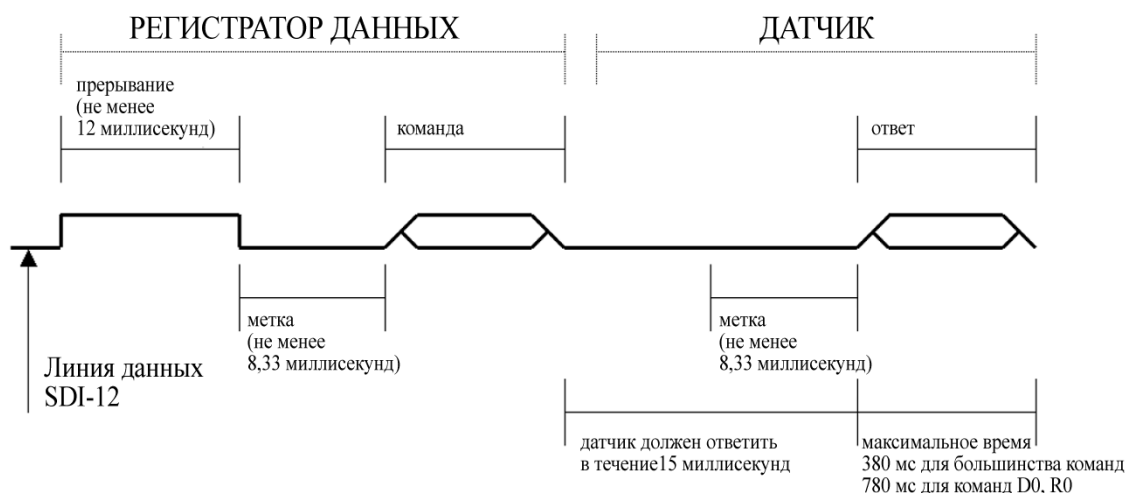 РЕГИСТРАТОР ДАННЫХ
ДАТЧИК
прерывание
(не менее
12 миллисекунд)
команда
ответ
метка
(не менее
8,33 миллисекунд)
метка
(не менее
8,33 миллисекунд)
Линия данных
SDI-12
датчик должен ответить
в течение15 миллисекунд
максимальное время
380 мс для большинства команд
780 мс для команд D0, R0